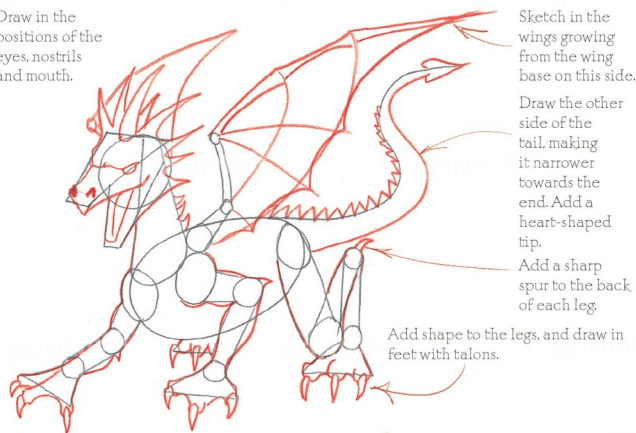 Draw in the
positions of the
eyes, nostrils
and mouth.
Sketch in the
wings growing
from the wing
base on this side.
Draw the other
side of the
tail, making
it narrower
towards the
end. Add a
heart-shaped
tip.
Add a sharp
spur to the back
of each leg.
Add shape to the legs, and draw in
feet with talons.